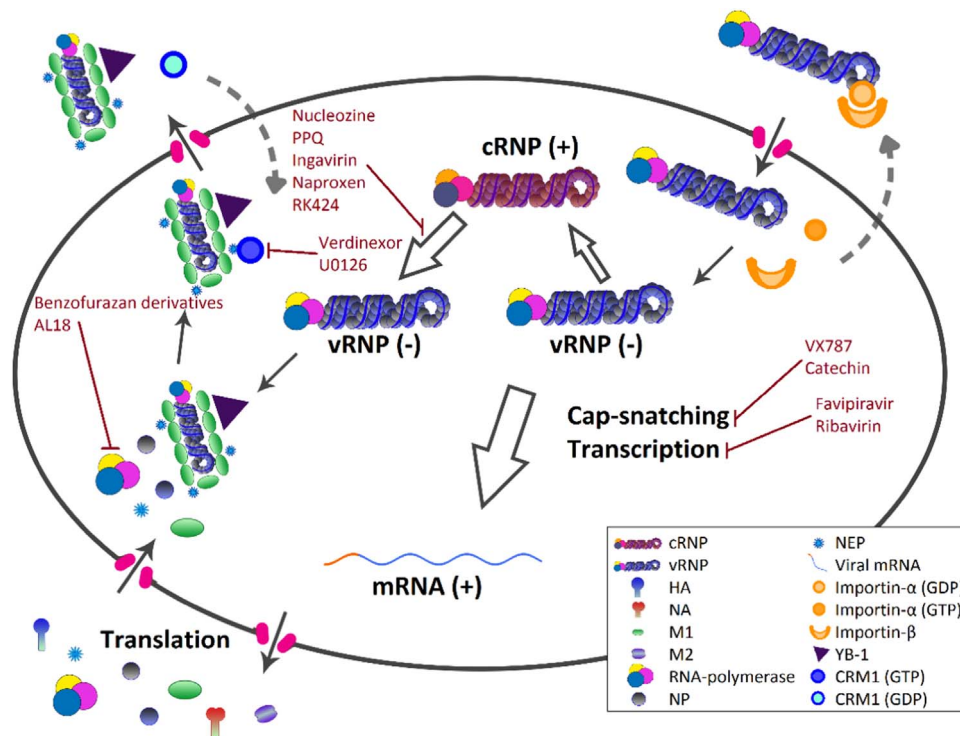 Nucleozine
PPQ
Ingavirin
Naproxen
RK424
cRNP (+)
Verdinexor
U0126
Benzofurazan derivatives
AL18
vRNP (-)
vRNP (-)
VX787
Catechin
Cap-snatching
Transcription
Favipiravir
Ribavirin
mRNA (+)
Translation
cRNP
vRNP
HA
NA
M1
M2
RNA-polymerase
NP
NEP
Viral mRNA
Importin-α (GDP)
Importin-α (GTP)
Importin-β
YB-1
CRM1 (GTP)
CRM1 (GDP)